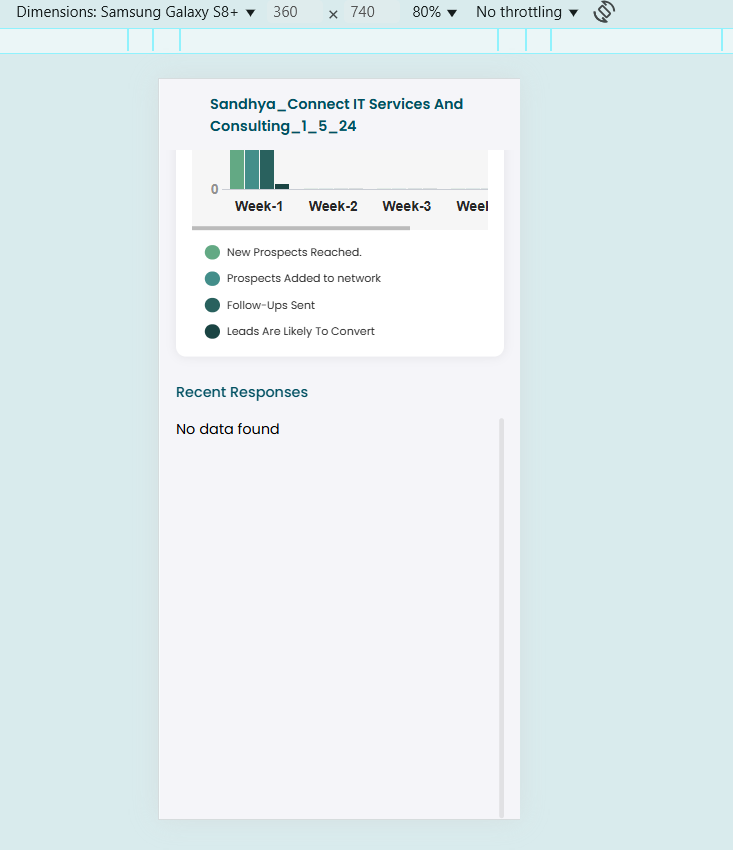 Dimensions: Samsung Galaxy S8+ 360 × 740 80% No throttling
Sandhya_Connect IT Services And
Consulting_1_5_24
0
Week-1 Week-2 Week-3
New Prospects Reached.
Prospects Added to network
Follow-Ups Sent
Leads Are Likely To Convert
Recent Responses
No data found